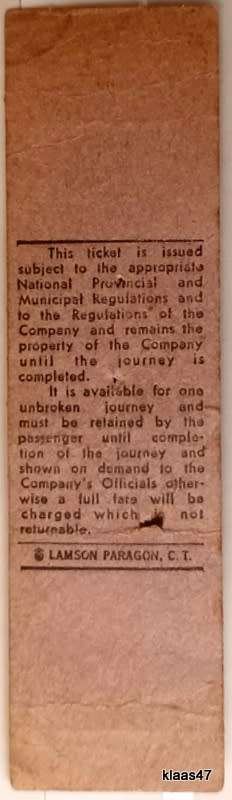 This ticket is issued
subject to the appropriate
National Provincial and
Municipal Regulations and
to the Regulations of the
Company and remains the
property of the Company
until the journey is
completed.
It is available for one
unbroken journey and
must be retained by the
passenger until comple-
tion of the journey and
shown on demand to the
Company's Officials other-
wise a full fare will be
charged which is not
returnable.
LAMSON PARAGON, C.T.
klaas47